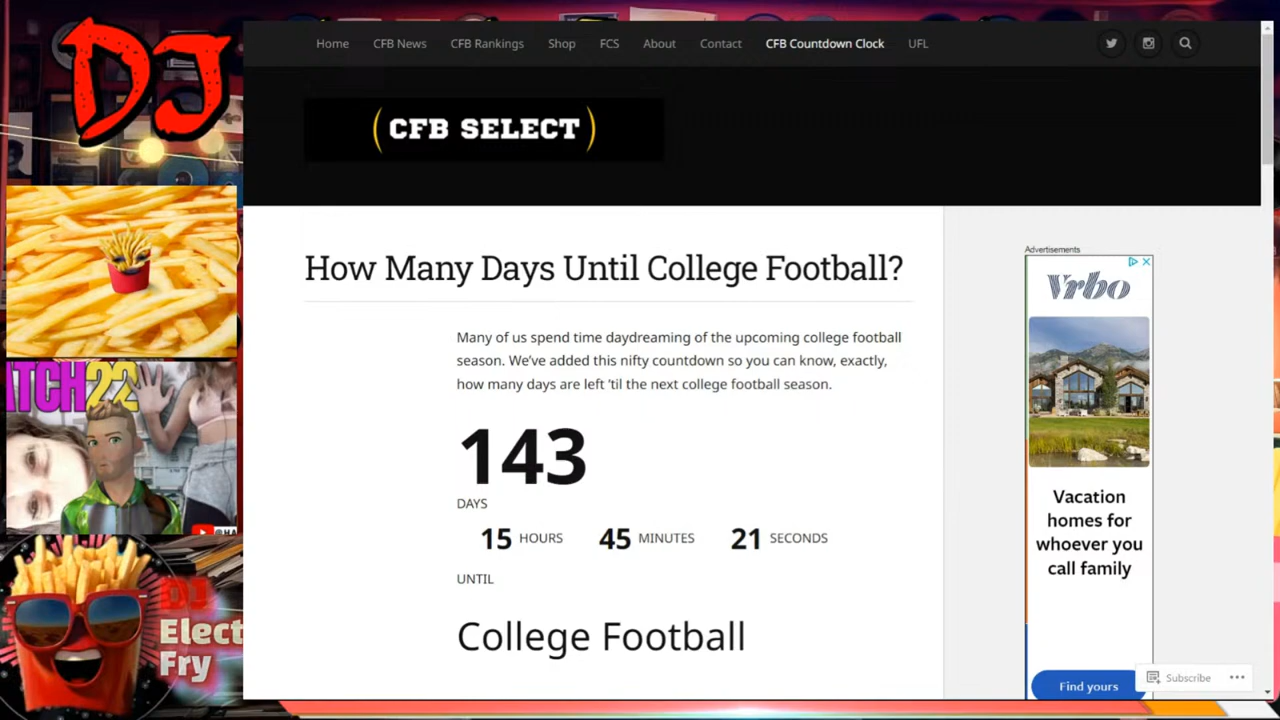 DJ
Home CFB News CFB Rankings Shop FCS About Contact CFB Countdown Clock UFL
(CFB SELECT)
How Many Days Until College Football?
Many of us spend time daydreaming of the upcoming college football
season. We've added this nifty countdown so you can know, exactly,
how many days are left 'til the next college football season.
143
DAYS
15 HOURS 45 MINUTES 21 SECONDS
UNTIL
College Football
Advertisements
Vrbo
Vacation
homes for
whoever you
call family
Find yours
Subscribe
ATCH22
DJ
Elect
Fry